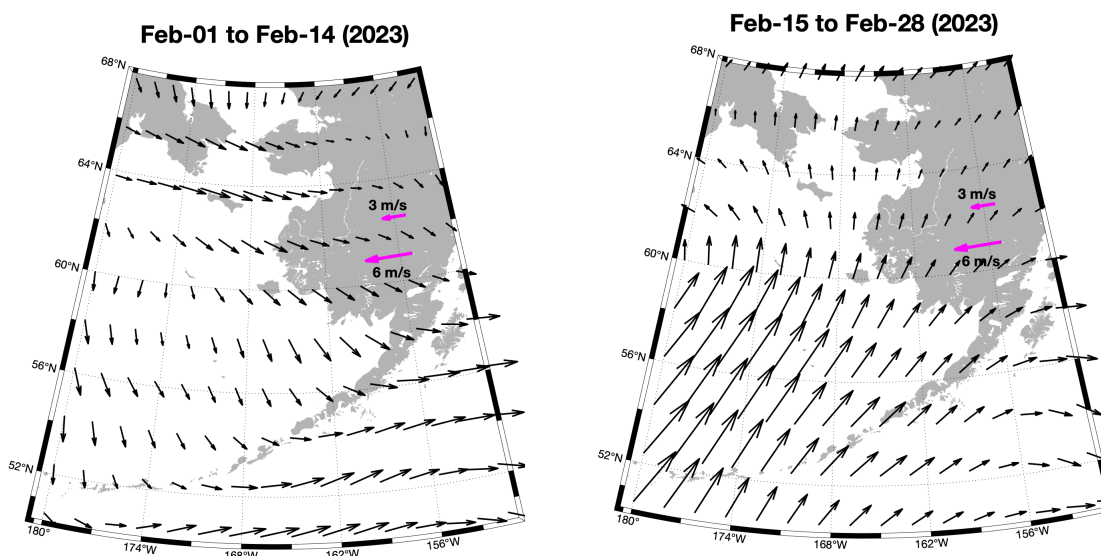 Feb-01 to Feb-14 (2023)
68°N
64°N
60°N
56°N
52°N
180°
174°W
168°W
162°W
156°W
3 m/s
6 m/s
Feb-15 to Feb-28 (2023)
68°N
64°N
60°N
56°N
52°N
180°
174°W
168°W
162°W
156°W
3 m/s
6 m/s